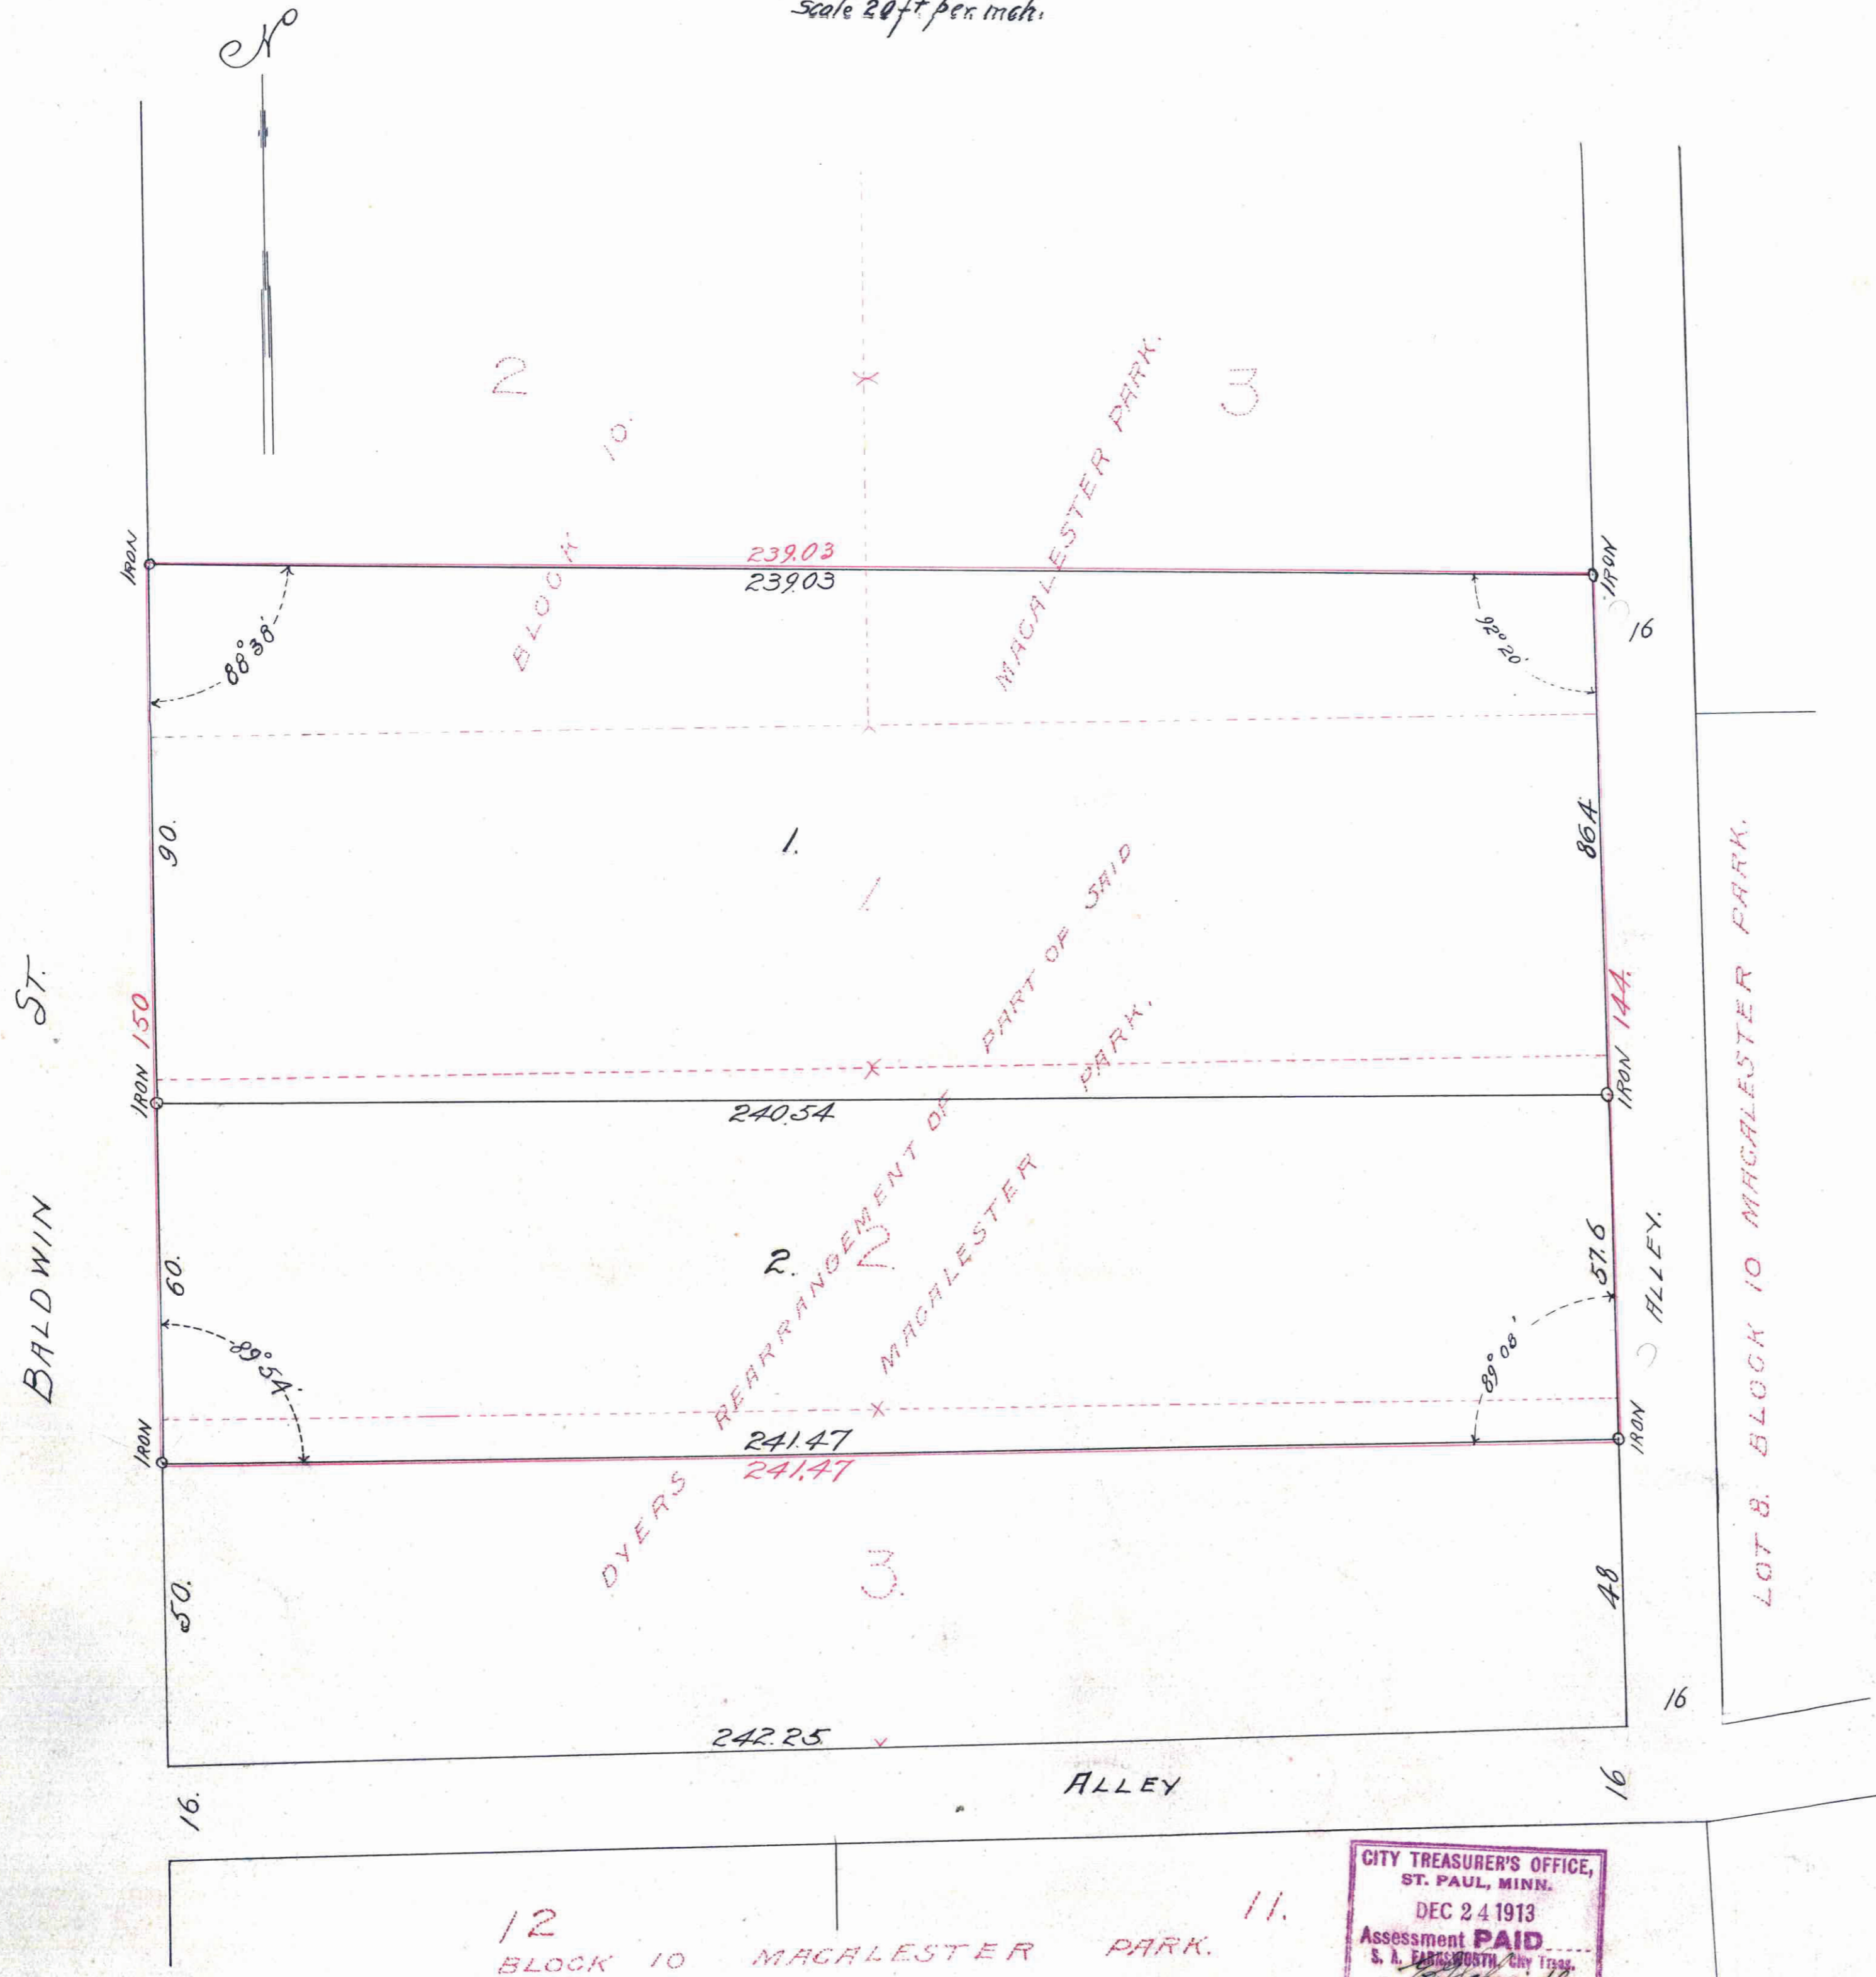 Scale 20 ft per inch.
N
2
10.
BLOCK
MACALESTER PARK.
3
IRON
239.03
239.03
IRON
16
88°38'
92°20'
90.
1.
1
86.4
PART OF SAID
PARK.
150
144.
IRON
IRON
240.54
ST.
BALDWIN
LOT 8. BLOCK 10 MACALESTER PARK.
60.
2.
2.
REARRANGEMENT OF
MACALESTER
57.6
ALLEY.
89°54'
89°08'
IRON
241.47
241.47
IRON
DYERS
50.
3.
48
16
242.25
16.
ALLEY
16
12
11.
BLOCK 10 MACALESTER PARK.
CITY TREASURER'S OFFICE,
ST. PAUL, MINN.
DEC 24 1913
Assessment PAID
S. A. FARNSWORTH, City Treas.